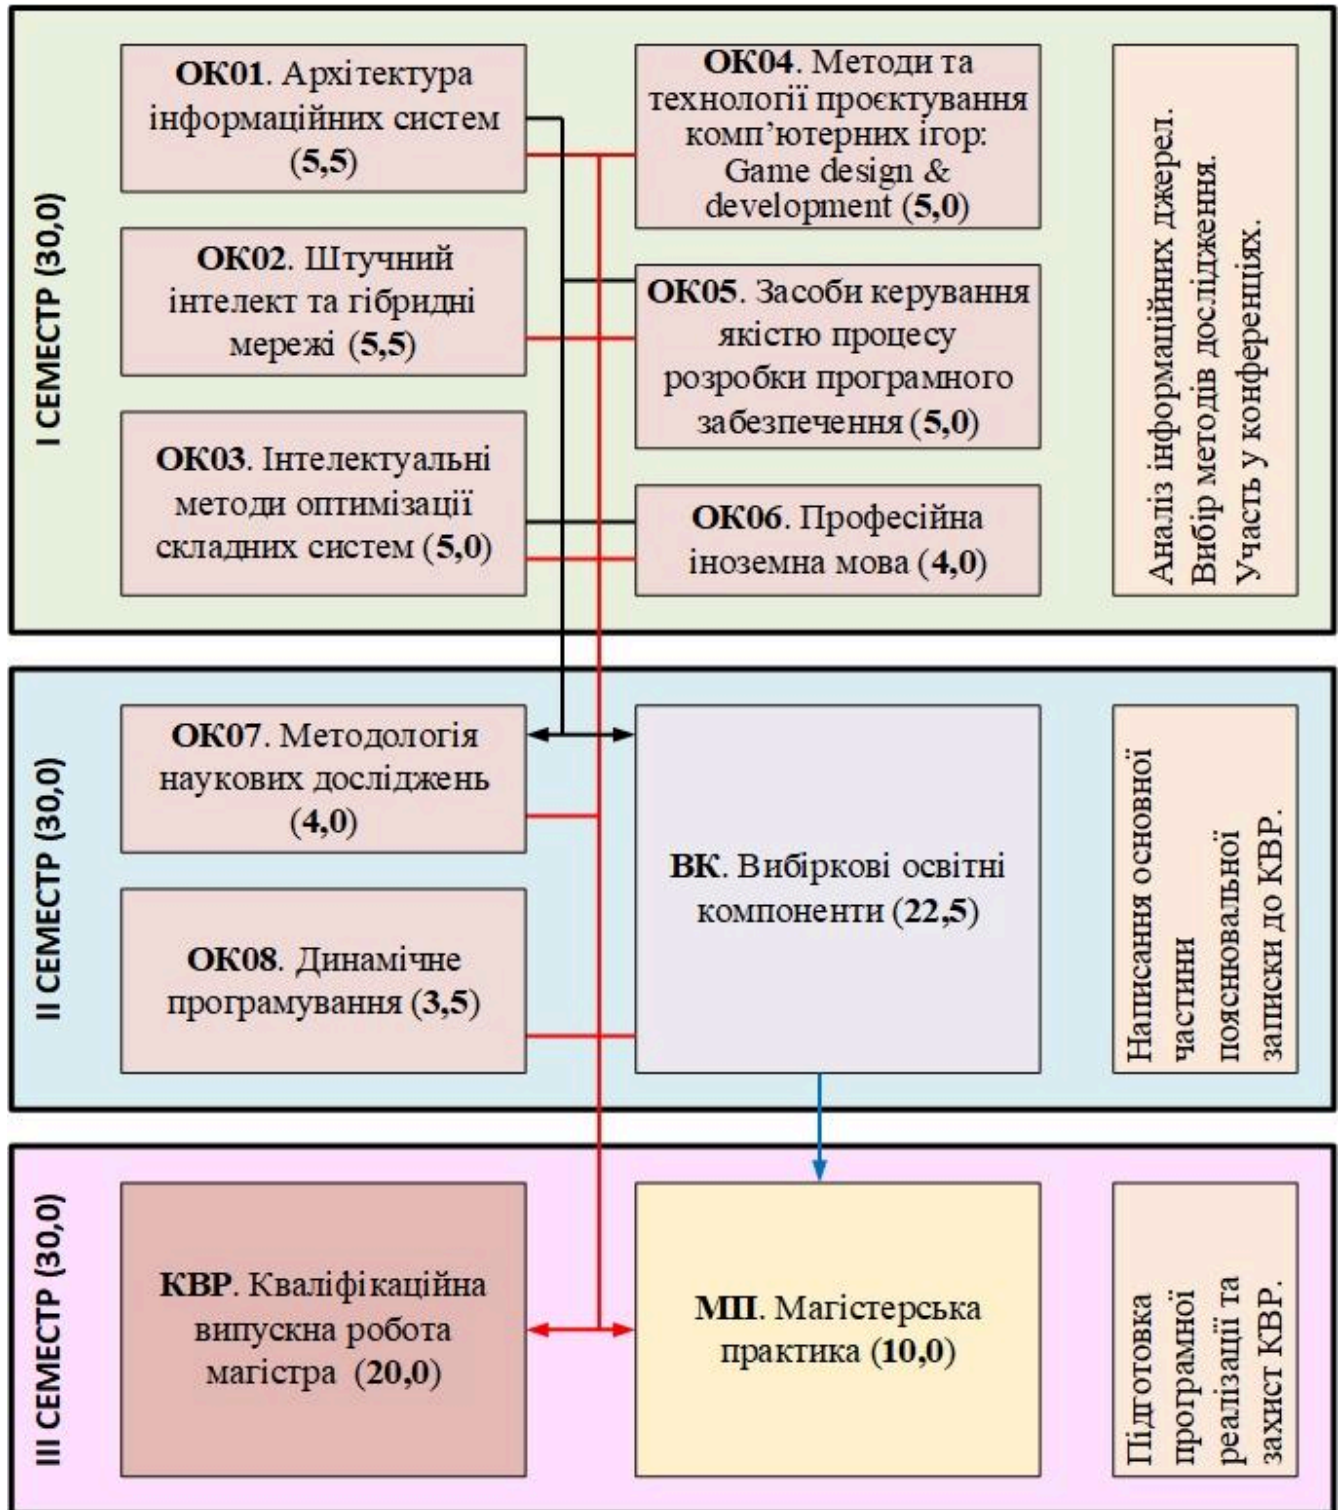 І СЕМЕСТР (30,0)
ОК01. Архітектура
інформаційних систем
(5,5)
ОК02. Штучний
інтелект та гібридні
мережі (5,5)
ОК03. Інтелектуальні
методи оптимізації
складних систем (5,0)
ОК04. Методи та
технології проєктування
комп’ютерних ігор:
Game design &
development (5,0)
ОК05. Засоби керування
якістю процесу
розробки програмного
забезпечення (5,0)
ОК06. Професійна
іноземна мова (4,0)
Аналіз інформаційних джерел.
Вибір методів дослідження.
Участь у конференціях.
ІІ СЕМЕСТР (30,0)
ОК07. Методологія
наукових досліджень
(4,0)
ОК08. Динамічне
програмування (3,5)
ВК. Вибіркові освітні
компоненти (22,5)
Написання основної
частини
пояснювальної
записки до КВР.
ІІІ СЕМЕСТР (30,0)
КВР. Кваліфікаційна
випускна робота
магістра (20,0)
МП. Магістерська
практика (10,0)
Підготовка
програмної
реалізації та
захист КВР.